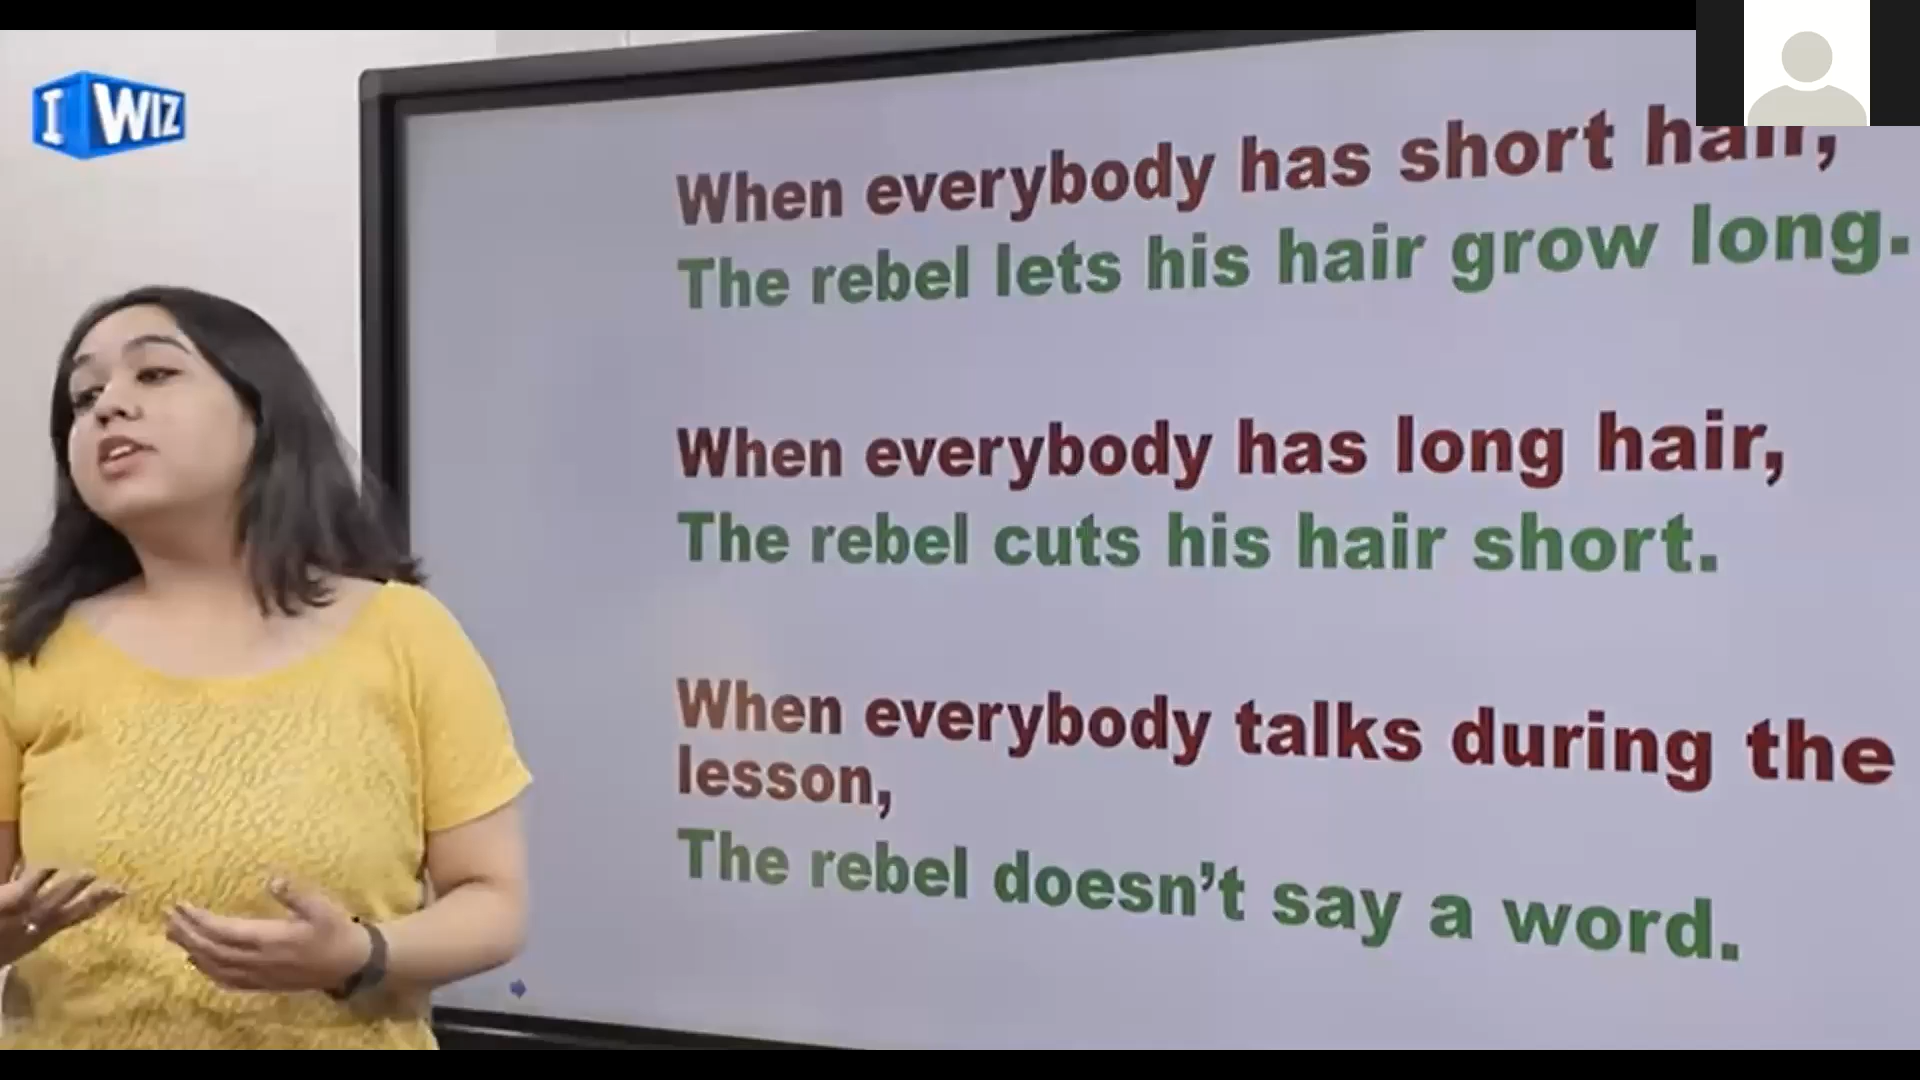 I WIZ
When everybody has short hair,
The rebel lets his hair grow long.
When everybody has long hair,
The rebel cuts his hair short.
When everybody talks during the
lesson,
The rebel doesn't say a word.